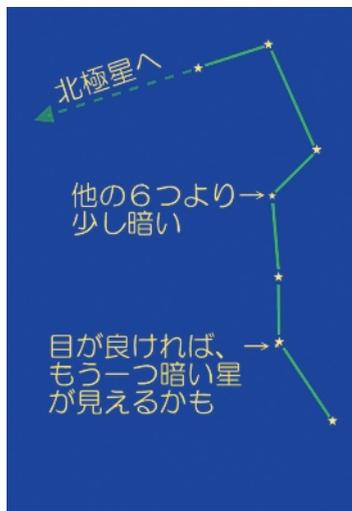 北極星へ
他の６つより→
少し暗い
目が良ければ、→
もう一つ暗い星
が見えるかも